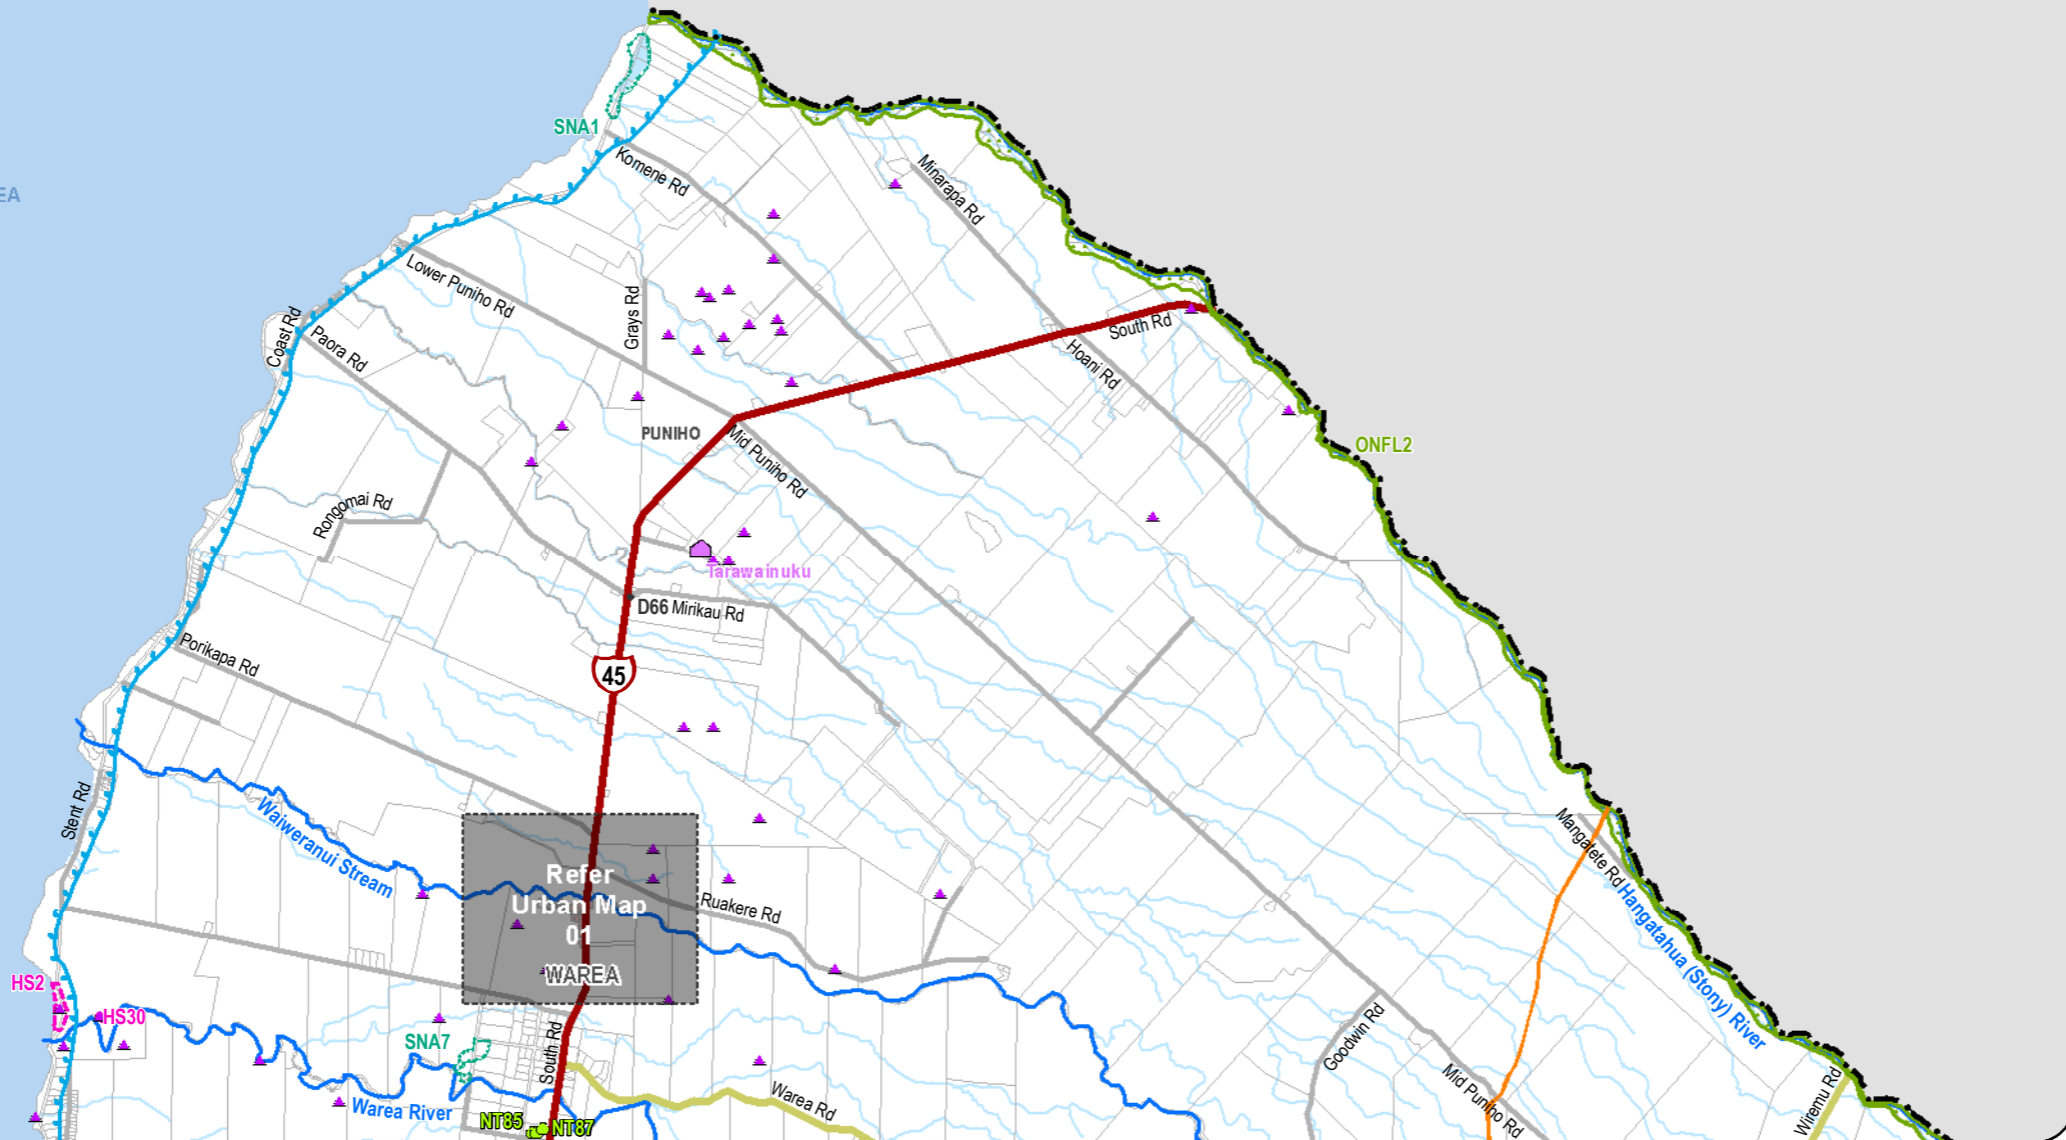 SNA1
Komene Rd
Minarapa Rd
EA
Lower Puniho Rd
Grays Rd
Coast Rd
Paora Rd
South Rd
Hoani Rd
PUNIHO
Mid Puniho Rd
ONFL2
Rongomai Rd
Tarawainuku
D66 Mirikau Rd
45
Porikapa Rd
Stent Rd
Waiweranui Stream
Refer
Urban Map
01
WAREA
Ruakere Rd
Mangatete Rd
Hangatahua (Stony) River
HS2
HS30
SNA7
South Rd
Goodwin Rd
Mid Puniho Rd
Wiremu Rd
Warea River
Warea Rd
NT85
NT87